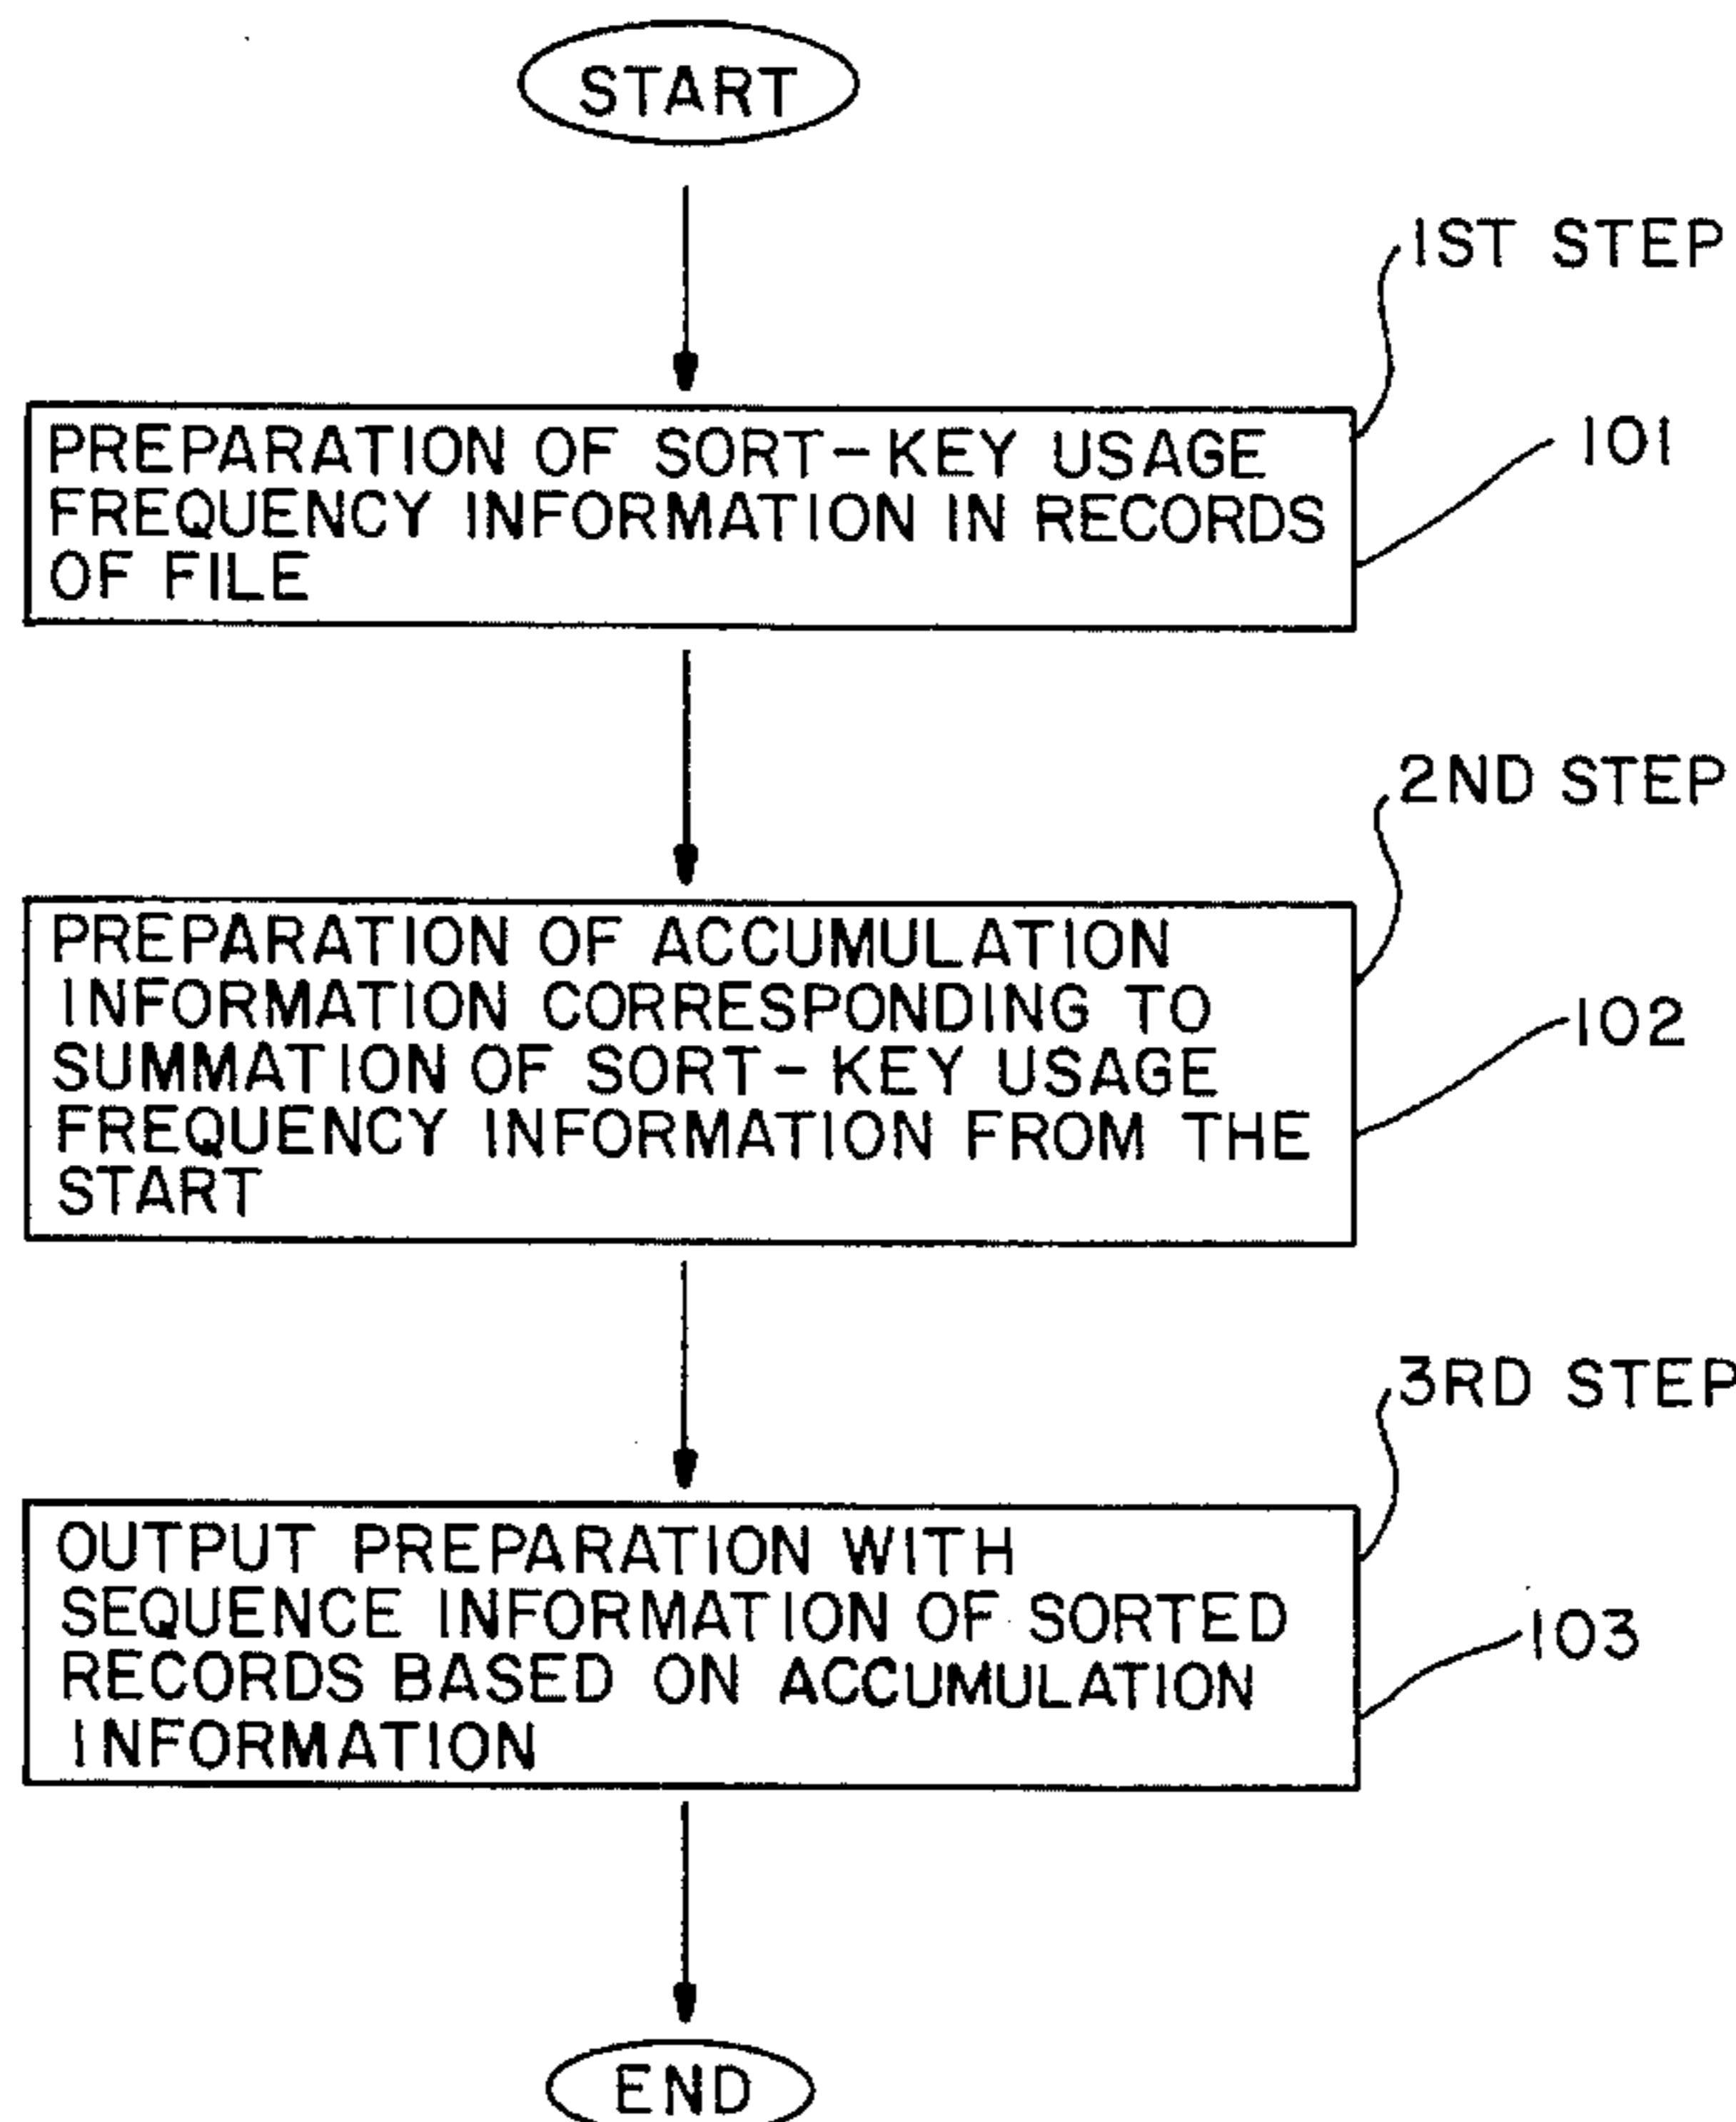 START
1ST STEP
101
PREPARATION OF SORT-KEY USAGE
FREQUENCY INFORMATION IN RECORDS
OF FILE
2ND STEP
102
PREPARATION OF ACCUMULATION
INFORMATION CORRESPONDING TO
SUMMATION OF SORT-KEY USAGE
FREQUENCY INFORMATION FROM THE
START
3RD STEP
103
OUTPUT PREPARATION WITH
SEQUENCE INFORMATION OF SORTED
RECORDS BASED ON ACCUMULATION
INFORMATION
END